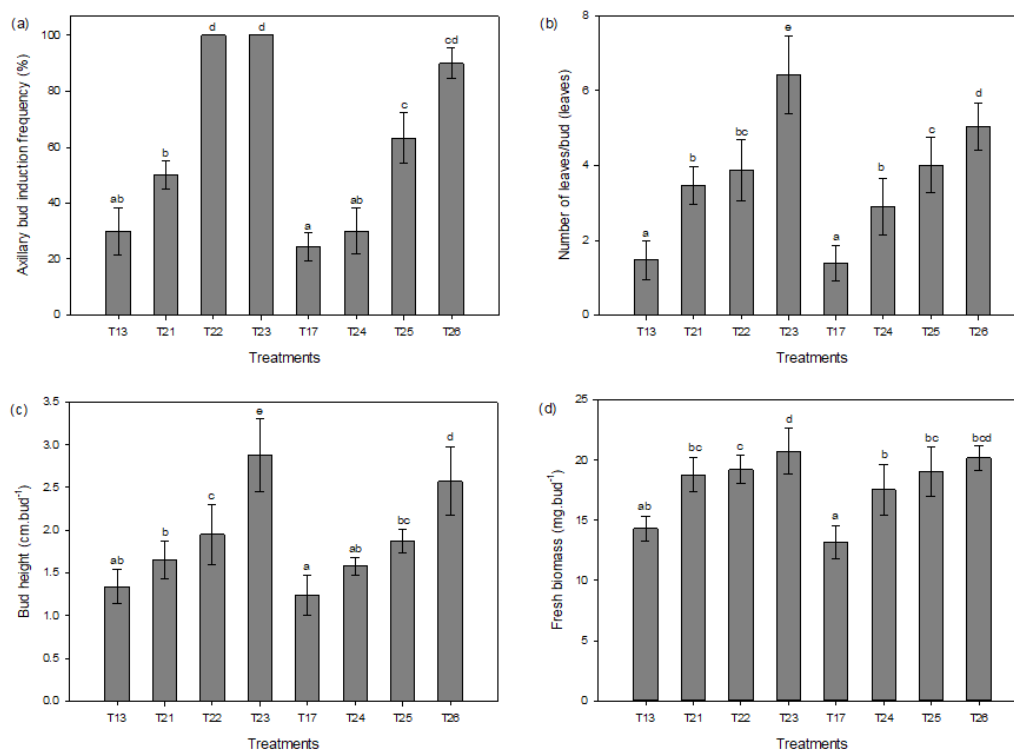 (a)
Axillary bud induction frequency (%)
100
80
60
40
20
0
ab
b
d
d
a
ab
c
cd
T13 T21 T22 T23 T17 T24 T25 T26
Treatments
(b)
Number of leaves/bud (leaves)
8
6
4
2
0
a
b
bc
e
a
b
c
d
T13 T21 T22 T23 T17 T24 T25 T26
Treatments
(c)
Bud height (cm.bud⁻¹)
3.5
3.0
2.5
2.0
1.5
1.0
0.5
0.0
ab
b
c
e
a
ab
bc
d
T13 T21 T22 T23 T17 T24 T25 T26
Treatments
(d)
Fresh biomass (mg.bud⁻¹)
25
20
15
10
5
0
ab
bc
c
d
a
b
bc
bcd
T13 T21 T22 T23 T17 T24 T25 T26
Treatments